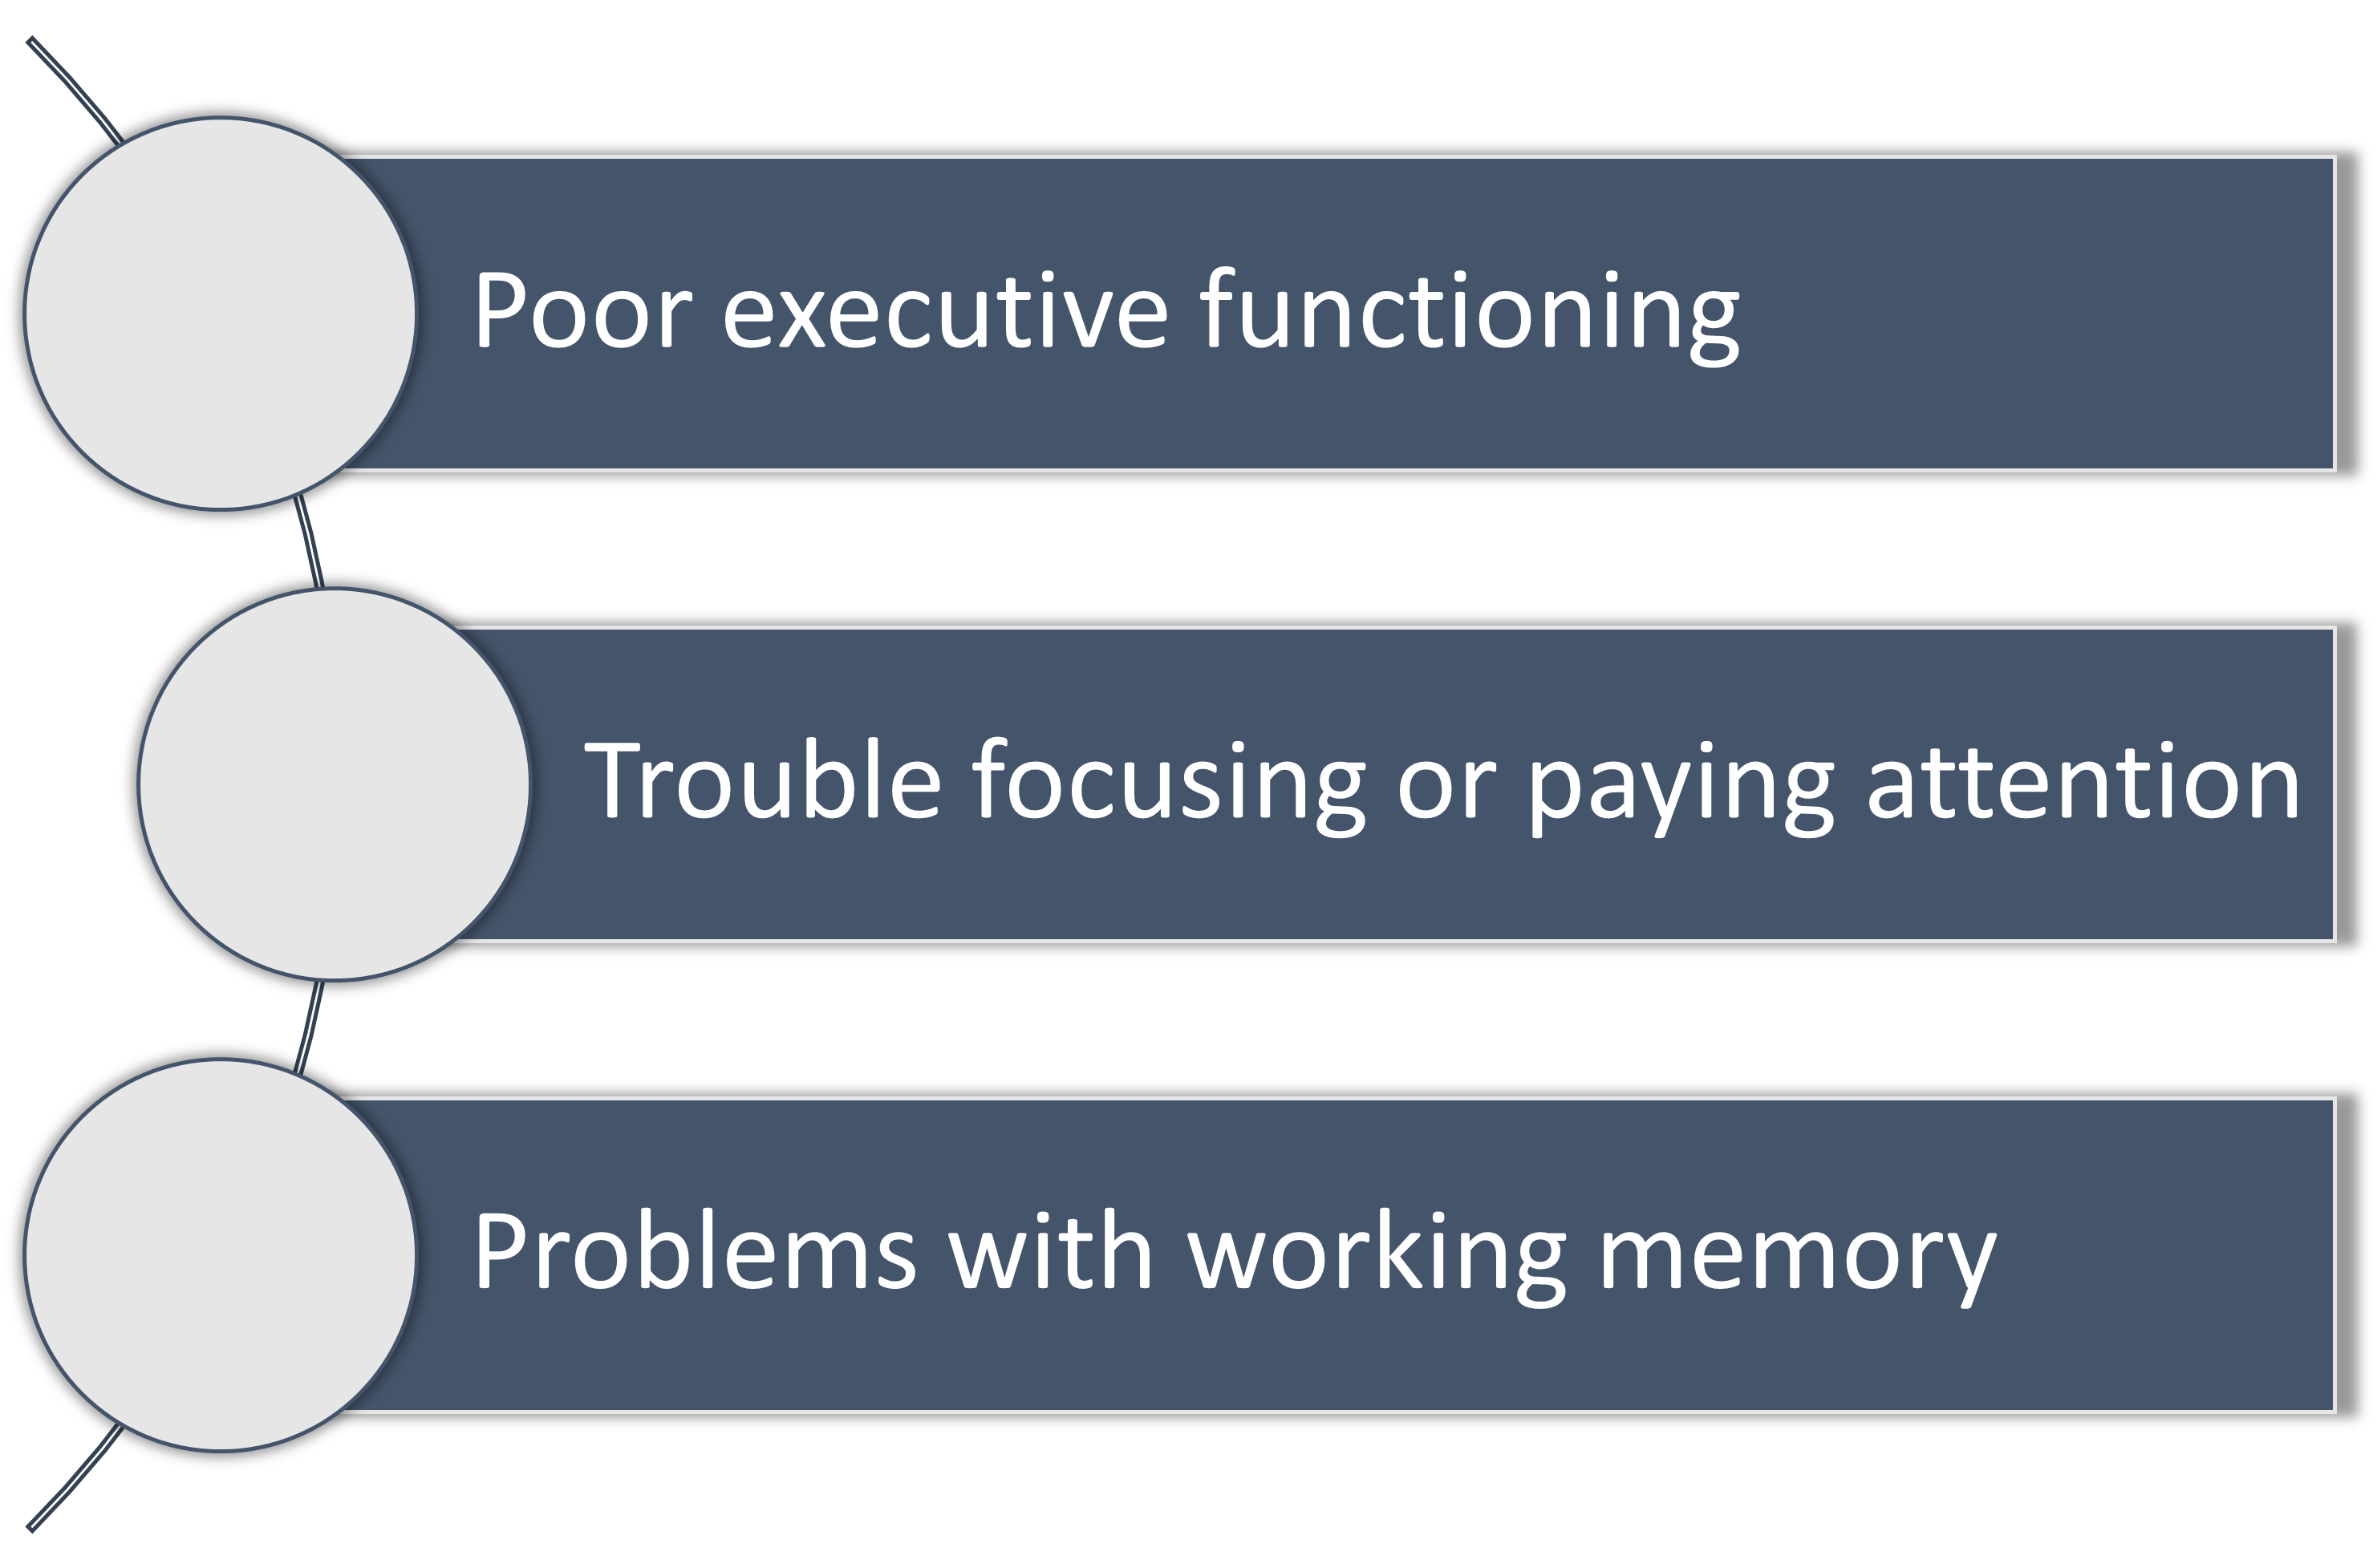 Poor executive functioning
Trouble focusing or paying attention
Problems with working memory